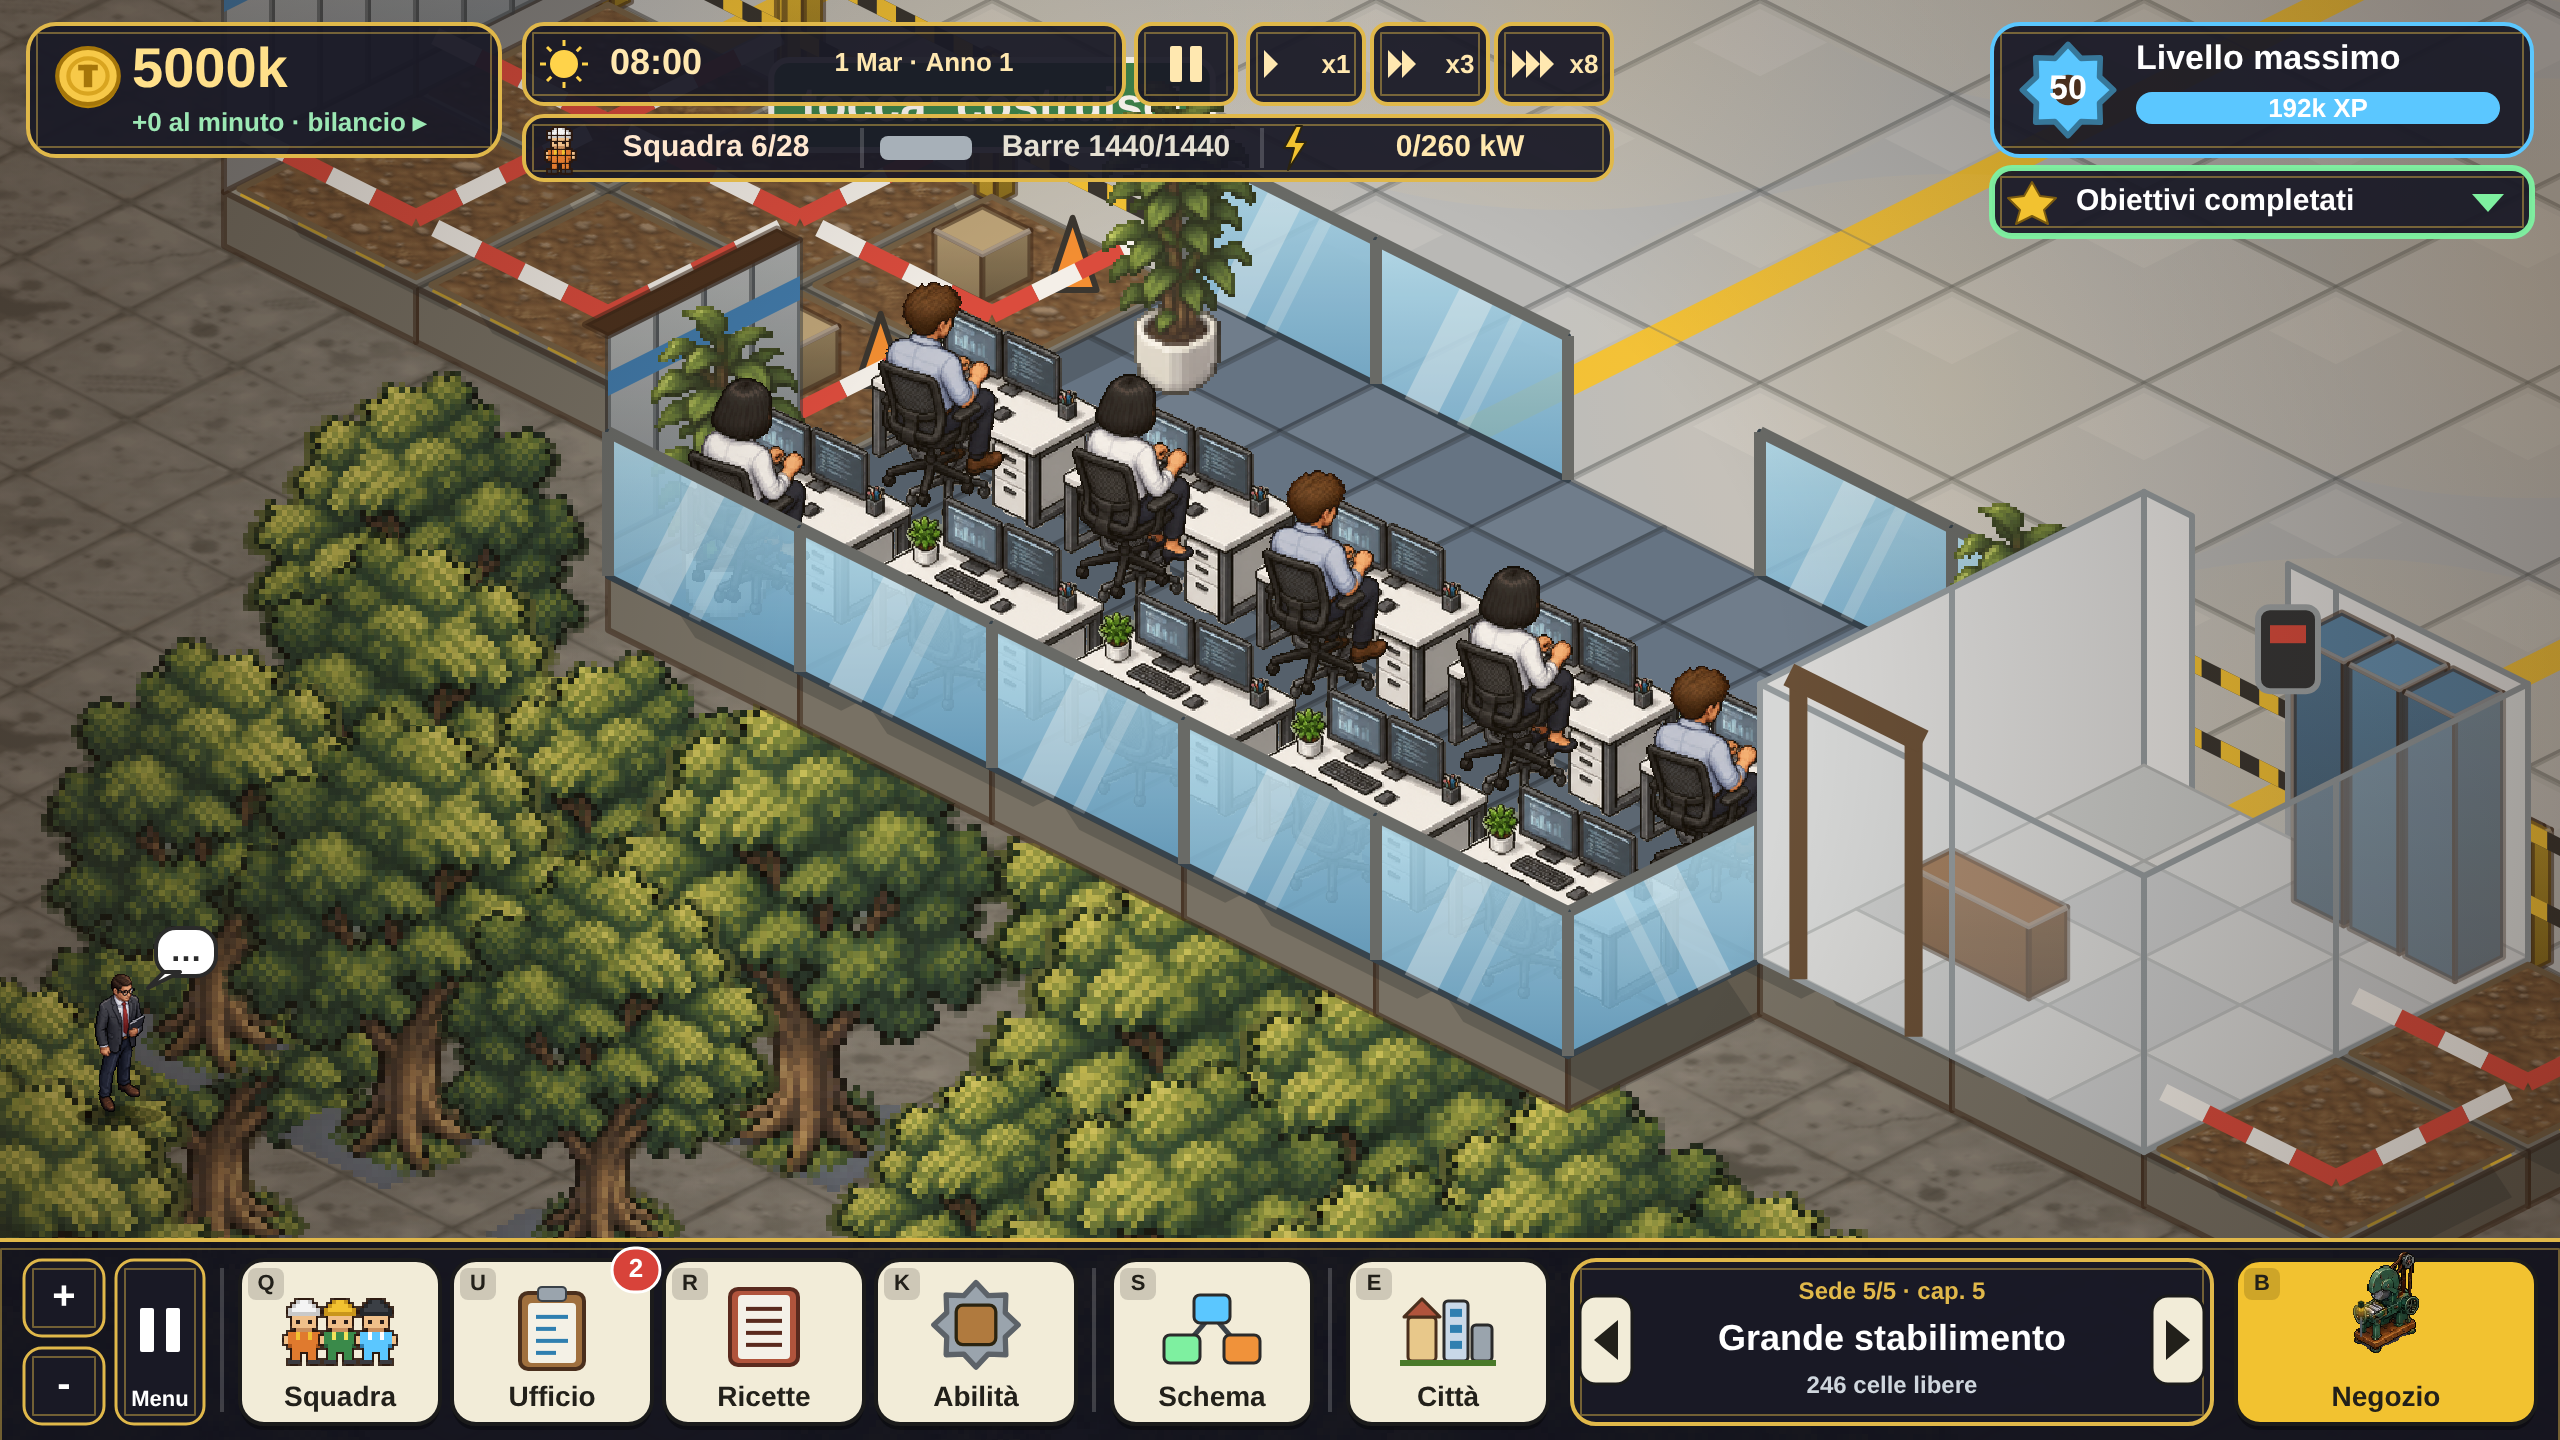 5000k
+0 al minuto · bilancio ▸
08:00
1 Mar · Anno 1
x1
x3
x8
Squadra 6/28
Barre 1440/1440
0/260 kW
50
Livello massimo
192k XP
Obiettivi completati
...
+
-
Menu
Q
Squadra
U
2
Ufficio
R
Ricette
K
Abilità
S
Schema
E
Città
Sede 5/5 · cap. 5
Grande stabilimento
246 celle libere
B
Negozio